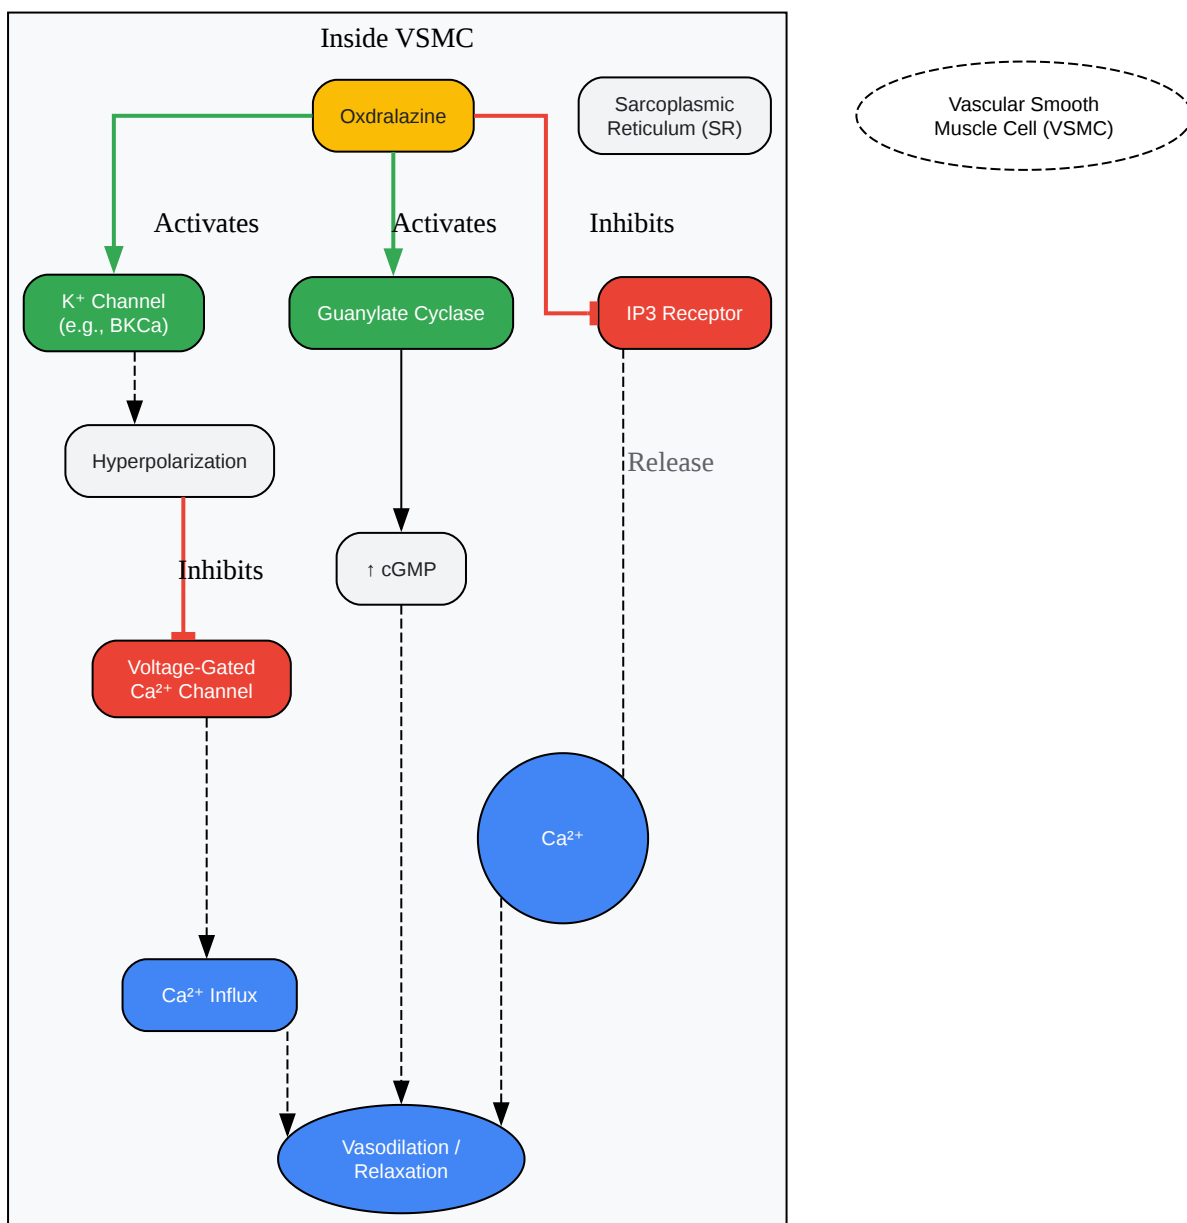 Inside VSMC
Oxdralazine
Sarcoplasmic
Reticulum (SR)
Vascular Smooth
Muscle Cell (VSMC)
Activates
Activates
Inhibits
K⁺ Channel
(e.g., BKCa)
Guanylate Cyclase
IP3 Receptor
Hyperpolarization
Release
Inhibits
↑ cGMP
Voltage-Gated
Ca²⁺ Channel
Ca²⁺
Ca²⁺ Influx
Vasodilation /
Relaxation